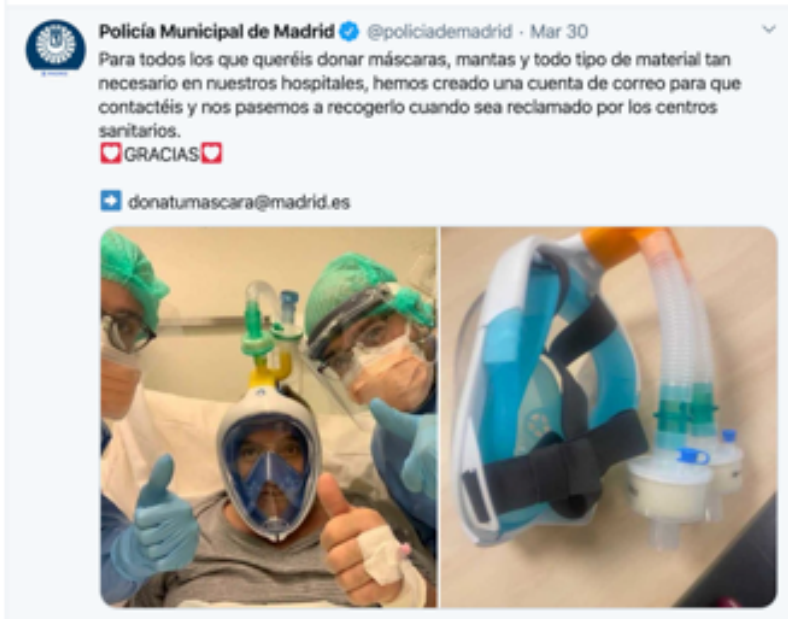 Policía Municipal de Madrid @policiademadrid · Mar 30
Para todos los que queréis donar máscaras, mantas y todo tipo de material tan
necesario en nuestros hospitales, hemos creado una cuenta de correo para que
contactéis y nos pasemos a recogerlo cuando sea reclamado por los centros
sanitarios.
GRACIAS
donatumascara@madrid.es